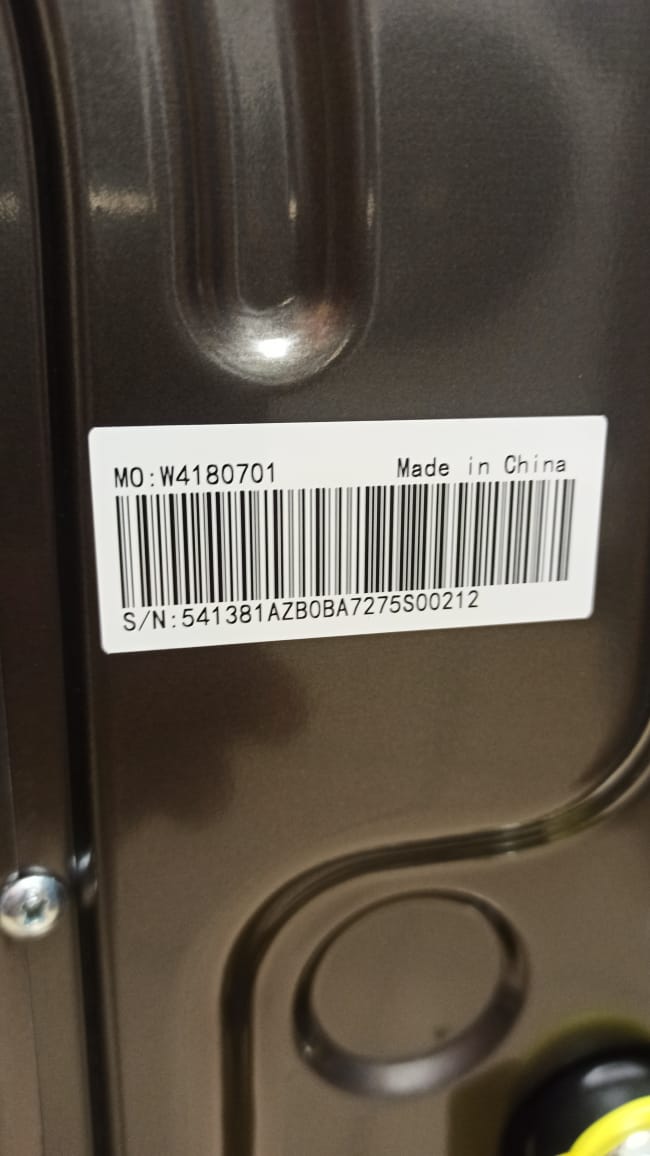 MO:W4180701 Made in China
S/N:541381AZB0BA7275S00212